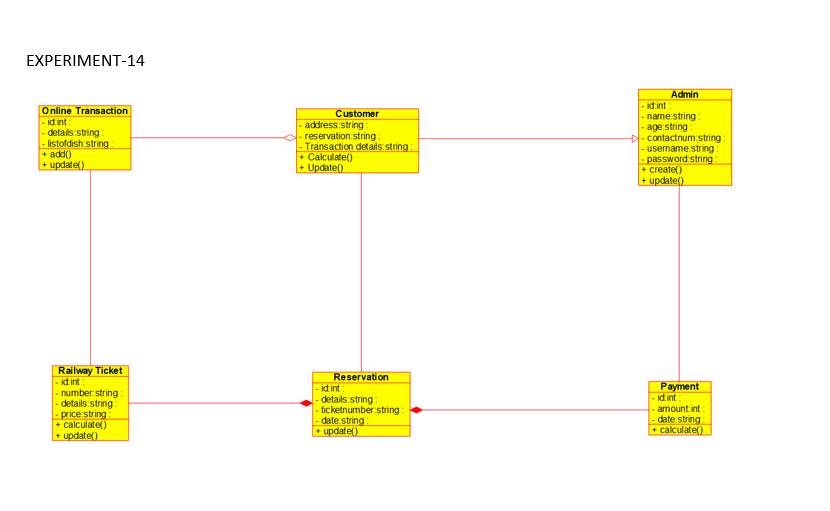 EXPERIMENT-14
Online Transaction
- id:int :
- details:string :
- listofdish:string :
+ add()
+ update()
Customer
- address:string :
- reservation:string :
- Transaction details:string :
+ Calculate()
+ Update()
Admin
- id:int :
- name:string :
- age:string :
- contactnum:string :
- username:string :
- password:string :
+ create()
+ update()
Railway Ticket
- id:int :
- number:string :
- details:string :
- price:string :
+ calculate()
+ update()
Reservation
- id:int :
- details:string :
- ticketnumber:string :
- date:string :
+ update()
Payment
- id:int :
- amount:int :
- date:string :
+ calculate()